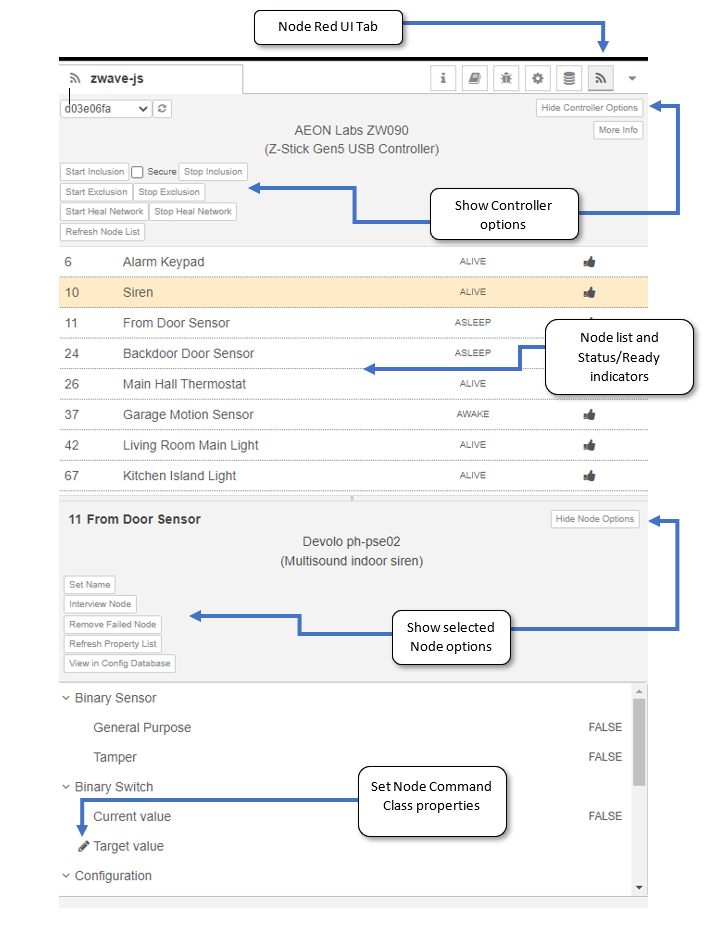 Node Red UI Tab
zwave-js
d03e06fa
Hide Controller Options
AEON Labs ZW090
(Z-Stick Gen5 USB Controller)
More Info
Start Inclusion Secure Stop Inclusion
Start Exclusion Stop Exclusion
Start Heal Network Stop Heal Network
Refresh Node List
Show Controller
options
6 Alarm Keypad ALIVE
10 Siren ALIVE
11 From Door Sensor ASLEEP
24 Backdoor Door Sensor ASLEEP
26 Main Hall Thermostat ALIVE
37 Garage Motion Sensor AWAKE
42 Living Room Main Light ALIVE
67 Kitchen Island Light ALIVE
Node list and
Status/Ready
indicators
11 From Door Sensor
Hide Node Options
Devolo ph-pse02
(Multisound indoor siren)
Set Name
Interview Node
Remove Failed Node
Refresh Property List
View in Config Database
Show selected
Node options
Binary Sensor
General Purpose FALSE
Tamper FALSE
Binary Switch
Current value FALSE
Target value
Configuration
Set Node Command
Class properties